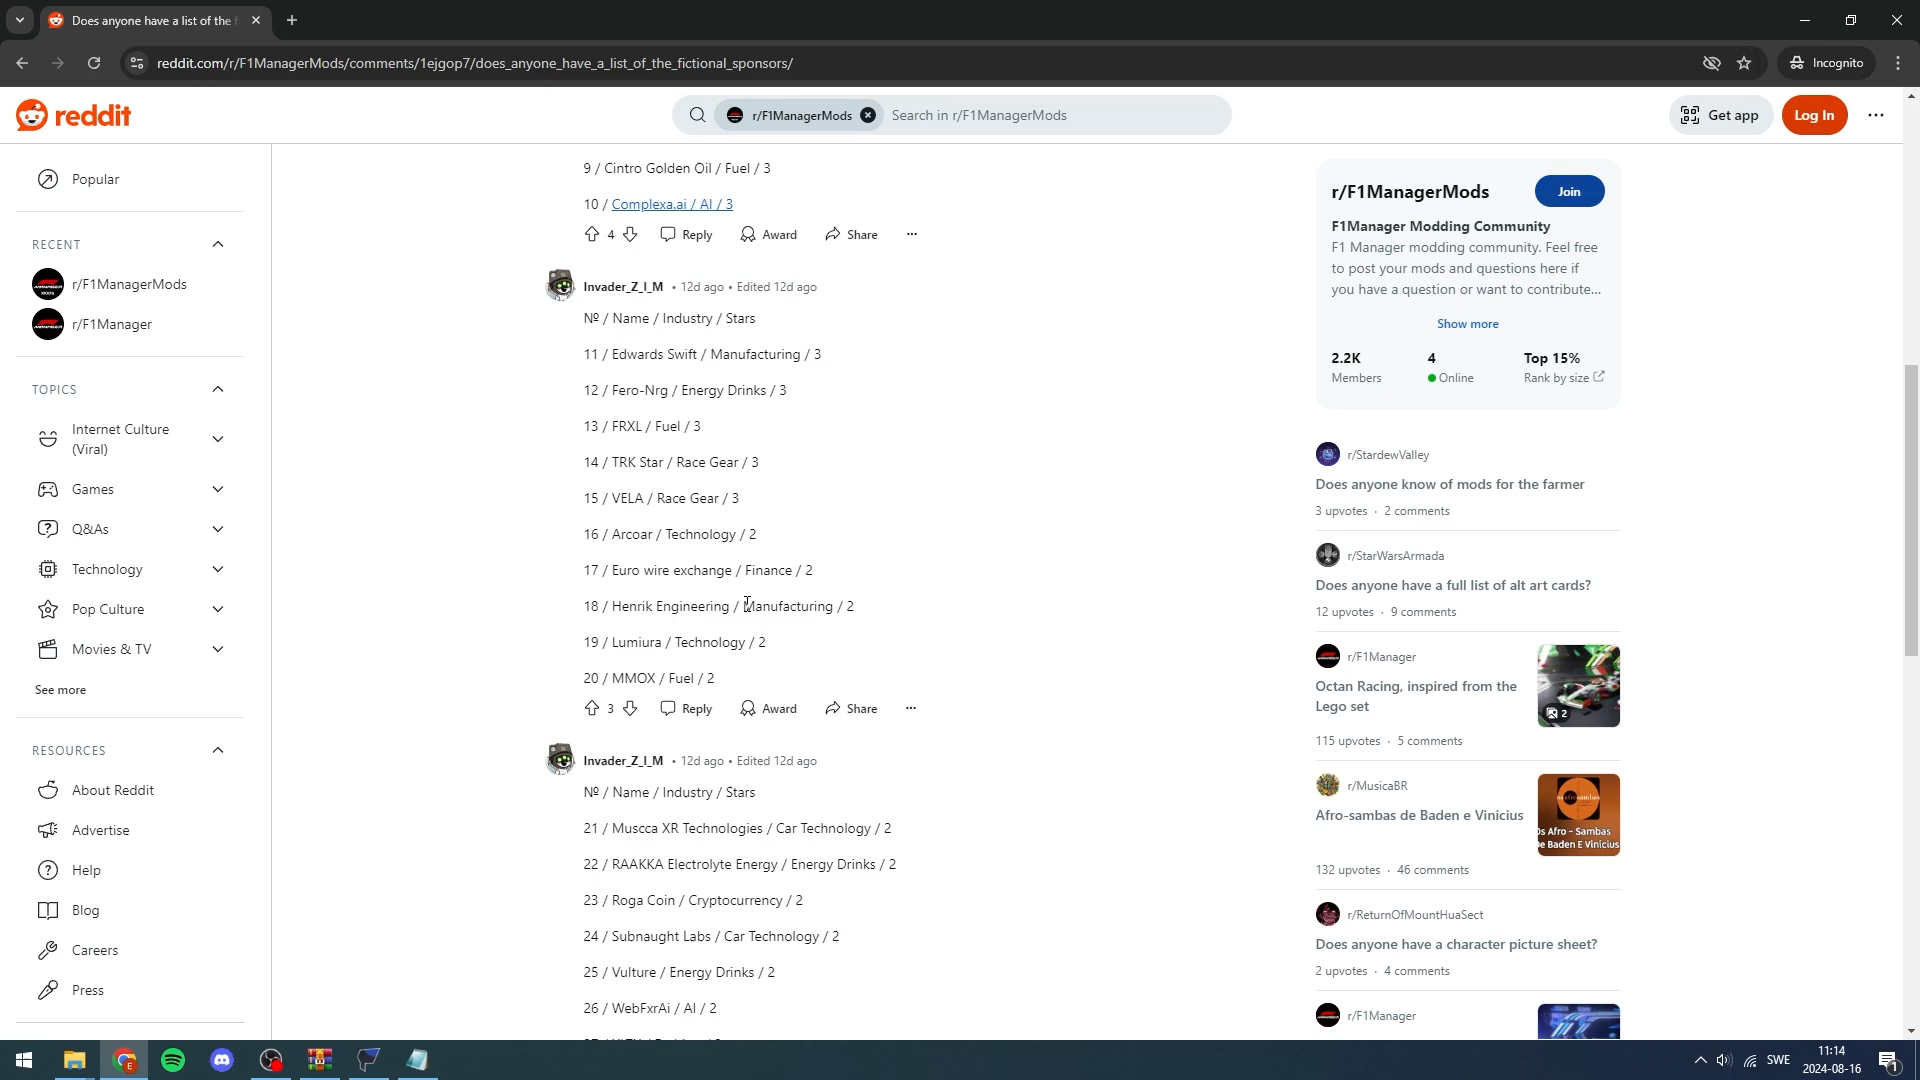 Does anyone have a list of the
reddit.com/r/F1ManagerMods/comments/1ejgop7/does_anyone_have_a_list_of_the_fictional_sponsors/
Incognito
reddit
r/F1ManagerMods
Search in r/F1ManagerMods
Get app
Log In
Popular
RECENT
r/F1ManagerMods
r/F1Manager
TOPICS
Internet Culture
(Viral)
Games
Q&As
Technology
Pop Culture
Movies & TV
See more
RESOURCES
About Reddit
Advertise
Help
Blog
Careers
Press
9 / Cintro Golden Oil / Fuel / 3
10 / Complexa.ai / AI / 3
4 Reply Award Share
Invader_Z_I_M • 12d ago • Edited 12d ago
№ / Name / Industry / Stars
11 / Edwards Swift / Manufacturing / 3
12 / Fero-Nrg / Energy Drinks / 3
13 / FRXL / Fuel / 3
14 / TRK Star / Race Gear / 3
15 / VELA / Race Gear / 3
16 / Arcoar / Technology / 2
17 / Euro wire exchange / Finance / 2
18 / Henrik Engineering / Manufacturing / 2
19 / Lumiura / Technology / 2
20 / MMOX / Fuel / 2
3 Reply Award Share
Invader_Z_I_M • 12d ago • Edited 12d ago
№ / Name / Industry / Stars
21 / Muscca XR Technologies / Car Technology / 2
22 / RAAKKA Electrolyte Energy / Energy Drinks / 2
23 / Roga Coin / Cryptocurrency / 2
24 / Subnaught Labs / Car Technology / 2
25 / Vulture / Energy Drinks / 2
26 / WebFxrAi / AI / 2
r/F1ManagerMods
Join
F1Manager Modding Community
F1 Manager modding community. Feel free
to post your mods and questions here if
you have a question or want to contribute...
Show more
2.2K 4 Top 15%
Members Online Rank by size
r/StardewValley
Does anyone know of mods for the farmer
3 upvotes · 2 comments
r/StarWarsArmada
Does anyone have a full list of alt art cards?
12 upvotes · 9 comments
r/F1Manager
Octan Racing, inspired from the
Lego set
2
115 upvotes · 5 comments
r/MusicaBR
Afro-sambas de Baden e Vinicius
Os Afro - Sambas
De Baden E Vinícius
132 upvotes · 46 comments
r/ReturnOfMountHuaSect
Does anyone have a character picture sheet?
2 upvotes · 4 comments
r/F1Manager
SWE
11:14
2024-08-16
1